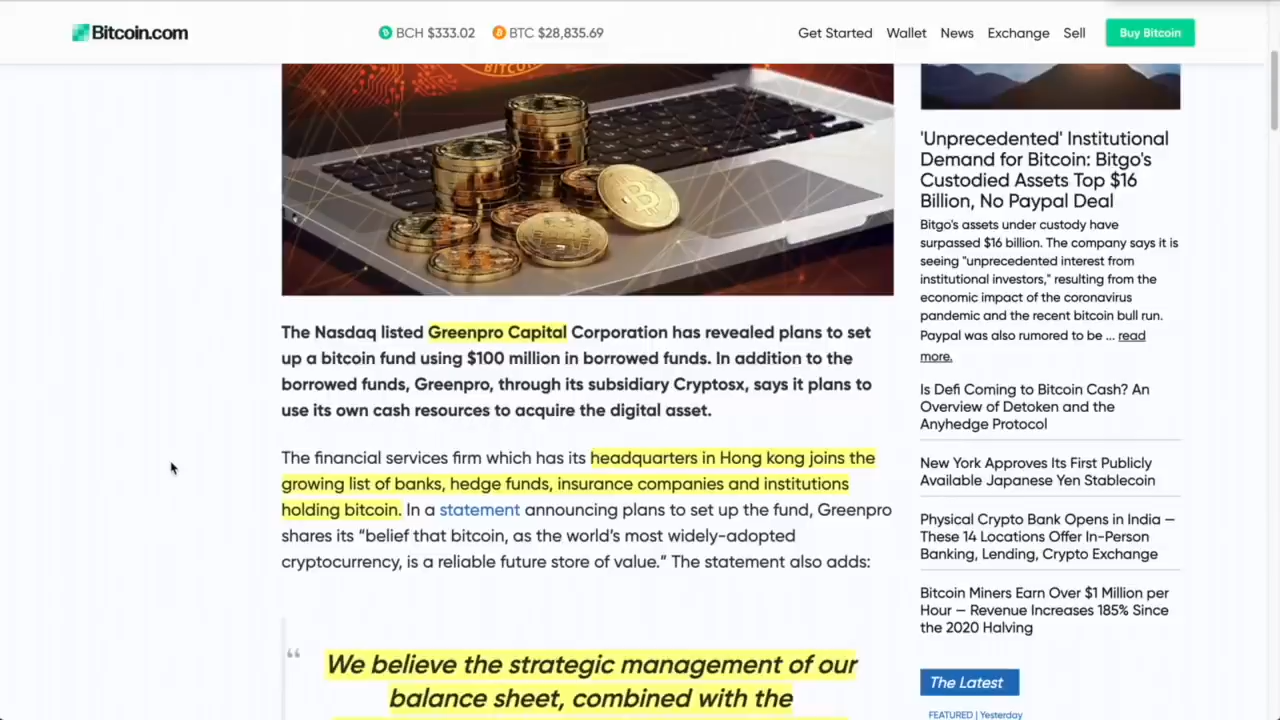 Bitcoin.com
BCH $333.02
BTC $28,835.69
Get Started
Wallet
News
Exchange
Sell
Buy Bitcoin
BITCOIN
The Nasdaq listed Greenpro Capital Corporation has revealed plans to set
up a bitcoin fund using $100 million in borrowed funds. In addition to the
borrowed funds, Greenpro, through its subsidiary Cryptosx, says it plans to
use its own cash resources to acquire the digital asset.
The financial services firm which has its headquarters in Hong kong joins the
growing list of banks, hedge funds, insurance companies and institutions
holding bitcoin. In a statement announcing plans to set up the fund, Greenpro
shares its “belief that bitcoin, as the world’s most widely-adopted
cryptocurrency, is a reliable future store of value.” The statement also adds:
“
We believe the strategic management of our
balance sheet, combined with the
'Unprecedented' Institutional
Demand for Bitcoin: Bitgo's
Custodied Assets Top $16
Billion, No Paypal Deal
Bitgo's assets under custody have
surpassed $16 billion. The company says it is
seeing "unprecedented interest from
institutional investors," resulting from the
economic impact of the coronavirus
pandemic and the recent bitcoin bull run.
Paypal was also rumored to be ... read
more.
Is Defi Coming to Bitcoin Cash? An
Overview of Detoken and the
Anyhedge Protocol
New York Approves Its First Publicly
Available Japanese Yen Stablecoin
Physical Crypto Bank Opens in India —
These 14 Locations Offer In-Person
Banking, Lending, Crypto Exchange
Bitcoin Miners Earn Over $1 Million per
Hour — Revenue Increases 185% Since
the 2020 Halving
The Latest
FEATURED | Yesterday